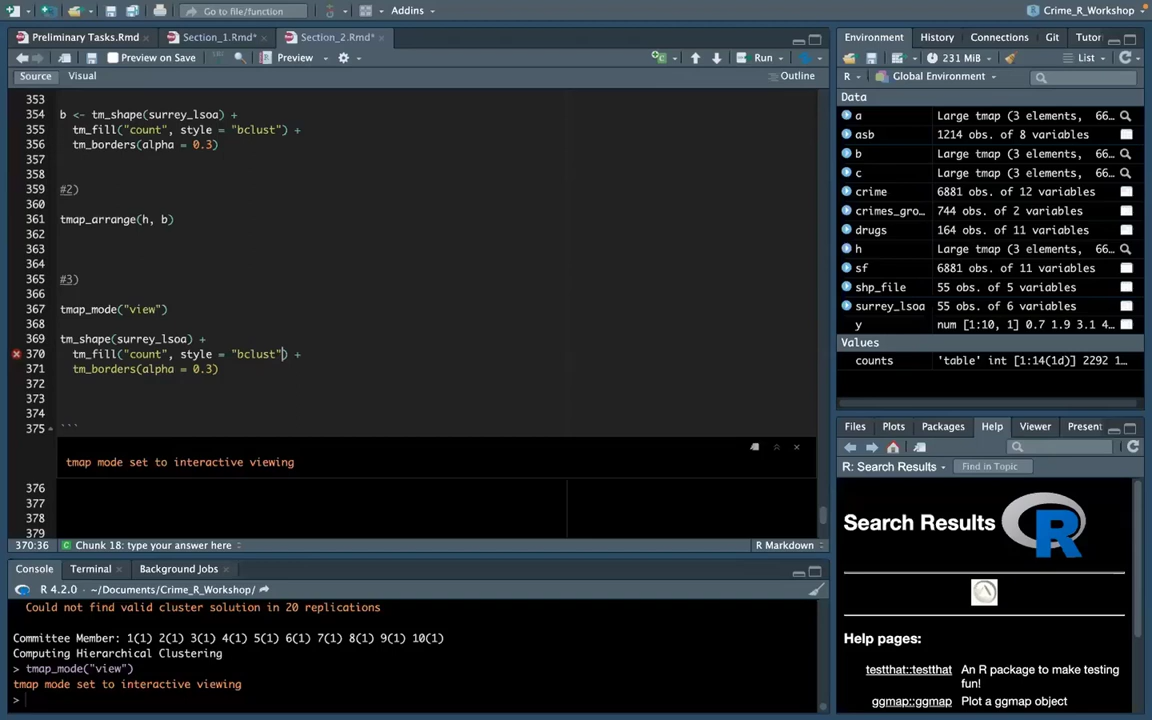 Go to file/function
Addins
Crime_R_Workshop
Preliminary Tasks.Rmd
Section_1.Rmd*
Section_2.Rmd*
Preview on Save
Preview
Run
Source
Visual
Outline
353
354 b <- tm_shape(surrey_lsoa) +
355 tm_fill("count", style = "bclust") +
356 tm_borders(alpha = 0.3)
357
358
359 #2)
360
361 tmap_arrange(h, b)
362
363
364
365 #3)
366
367 tmap_mode("view")
368
369 tm_shape(surrey_lsoa) +
370 tm_fill("count", style = "bclust") +
371 tm_borders(alpha = 0.3)
372
373
374
375 ```
tmap mode set to interactive viewing
376
377
378
379
370:36
Chunk 18: type your answer here
R Markdown
Console
Terminal
Background Jobs
R 4.2.0 · ~/Documents/Crime_R_Workshop/
Could not find valid cluster solution in 20 replications
Committee Member: 1(1) 2(1) 3(1) 4(1) 5(1) 6(1) 7(1) 8(1) 9(1) 10(1)
Computing Hierarchical Clustering
> tmap_mode("view")
tmap mode set to interactive viewing
>
Environment
History
Connections
Git
Tutor
231 MiB
List
R
Global Environment
Data
a Large tmap (3 elements, 66…
asb 1214 obs. of 8 variables
b Large tmap (3 elements, 66…
c Large tmap (3 elements, 66…
crime 6881 obs. of 12 variables
crimes_gro… 744 obs. of 2 variables
drugs 164 obs. of 11 variables
h Large tmap (3 elements, 66…
sf 6881 obs. of 11 variables
shp_file 55 obs. of 5 variables
surrey_lsoa 55 obs. of 6 variables
y num [1:10, 1] 0.7 1.9 3.1 4…
Values
counts 'table' int [1:14(1d)] 2292 1…
Files
Plots
Packages
Help
Viewer
Present
R: Search Results
Find in Topic
Search Results
R
Help pages:
testthat::testthat An R package to make testing fun!
ggmap::ggmap Plot a ggmap object